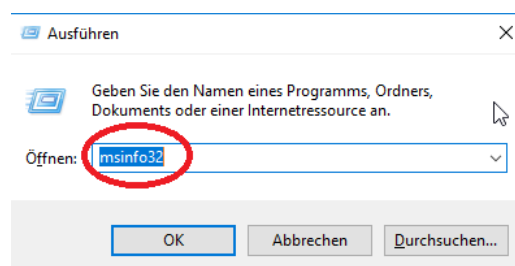 Ausführen
Geben Sie den Namen eines Programms, Ordners,
Dokuments oder einer Internetressource an.
Öffnen: msinfo32
OK Abbrechen Durchsuchen...